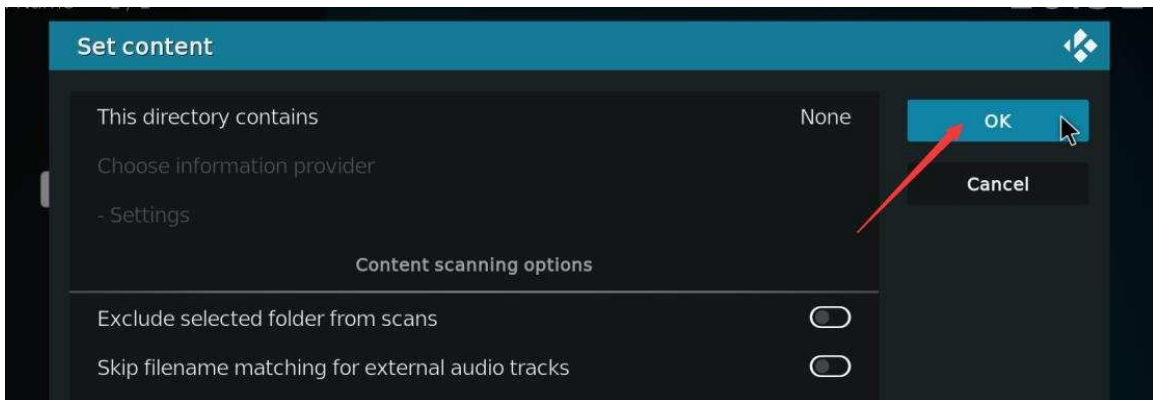 Set content
This directory contains None
OK
Choose information provider
Cancel
- Settings
Content scanning options
Exclude selected folder from scans
Skip filename matching for external audio tracks